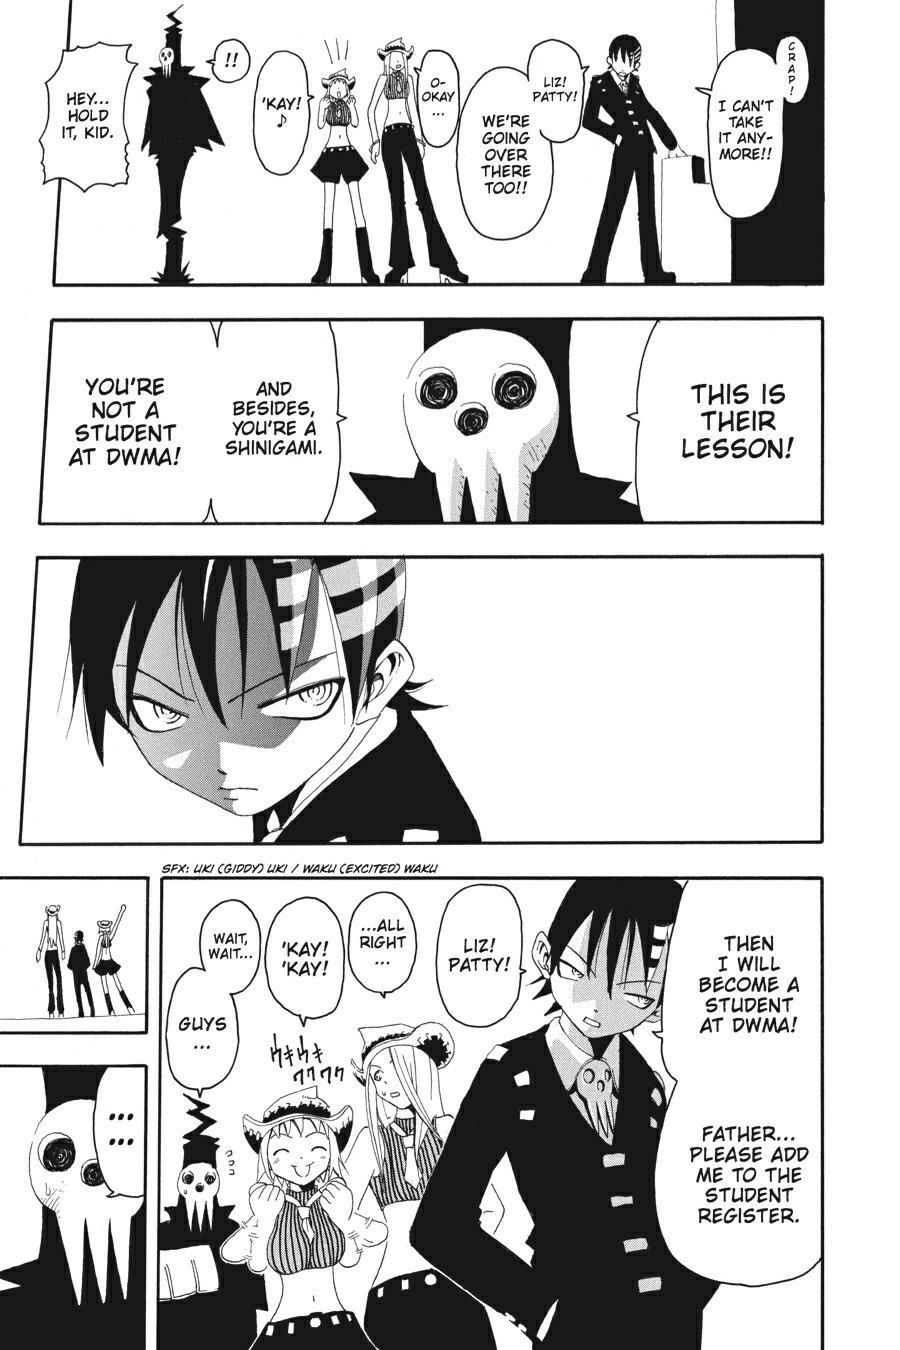 CRAP!
I CAN'T
TAKE
IT ANY-
MORE!!
LIZ!
PATTY!
WE'RE
GOING
OVER
THERE
TOO!!
O-
OKAY
...
'KAY!
♪
!!
HEY...
HOLD
IT, KID.
THIS IS
THEIR
LESSON!
AND
BESIDES,
YOU'RE A
SHINIGAMI.
YOU'RE
NOT A
STUDENT
AT DWMA!
SFX: UKI (GIDDY) UKI / WAKU (EXCITED) WAKU
THEN
I WILL
BECOME A
STUDENT
AT DWMA!
FATHER...
PLEASE ADD
ME TO THE
STUDENT
REGISTER.
LIZ!
PATTY!
...ALL
RIGHT
...
'KAY!
'KAY!
ウキウキ
ワクワク
WAIT,
WAIT...
GUYS
...
...
...